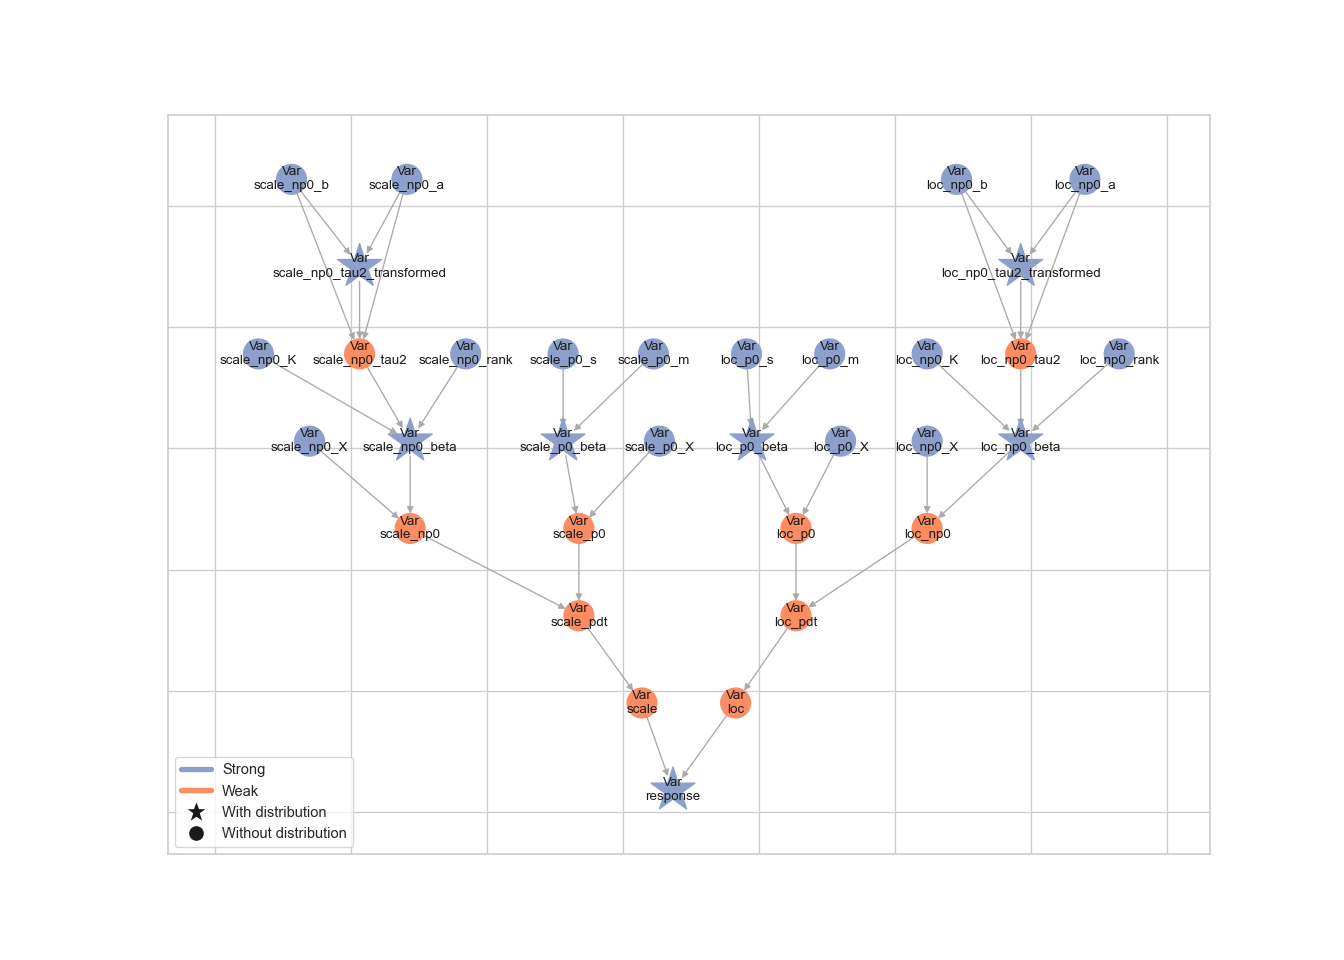 Var
scale_np0_b
Var
scale_np0_a
Var
loc_np0_b
Var
loc_np0_a
Var
scale_np0_tau2_transformed
Var
loc_np0_tau2_transformed
Var
scale_np0_K
Var
scale_np0_tau2
Var
scale_np0_rank
Var
scale_p0_s
Var
scale_p0_m
Var
loc_p0_s
Var
loc_p0_m
Var
loc_np0_K
Var
loc_np0_tau2
Var
loc_np0_rank
Var
scale_np0_X
Var
scale_np0_beta
Var
scale_p0_beta
Var
scale_p0_X
Var
loc_p0_beta
Var
loc_p0_X
Var
loc_np0_X
Var
loc_np0_beta
Var
scale_np0
Var
scale_p0
Var
loc_p0
Var
loc_np0
Var
scale_pdt
Var
loc_pdt
Var
scale
Var
loc
Var
response
Strong
Weak
With distribution
Without distribution